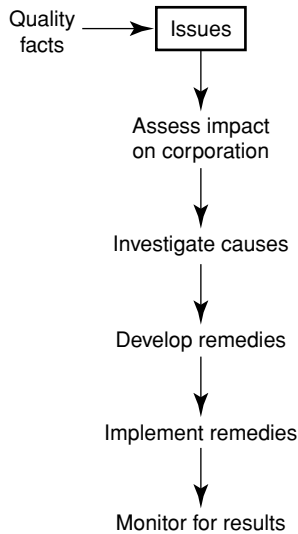 Quality
facts
Issues
Assess impact
on corporation
Investigate causes
Develop remedies
Implement remedies
Monitor for results